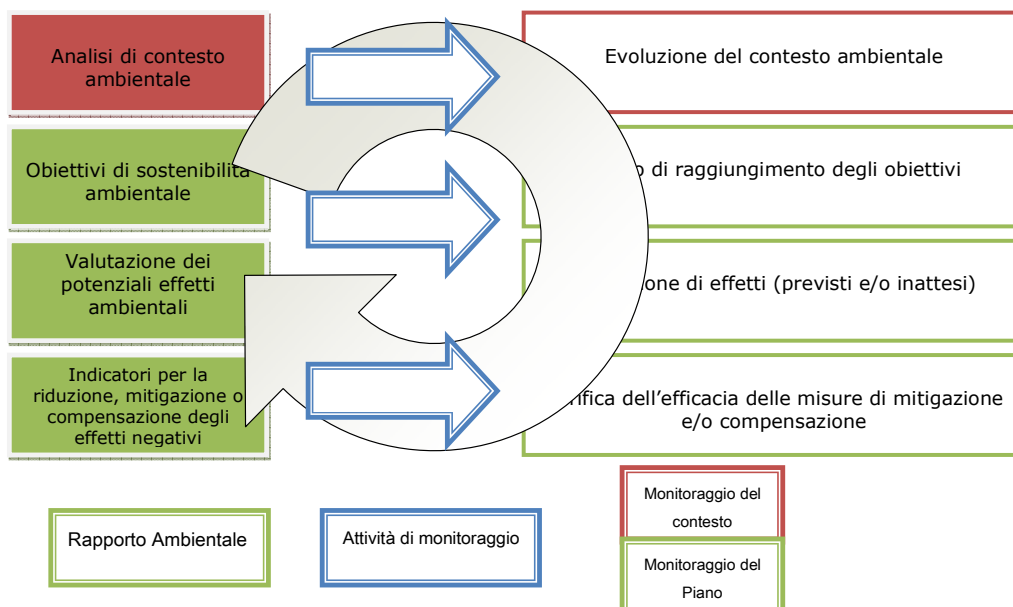 Analisi di contesto
ambientale
Evoluzione del contesto ambientale
Obiettivi di sostenibilità
ambientale
di raggiungimento degli obiettivi
Valutazione dei
potenziali effetti
ambientali
one di effetti (previsti e/o inattesi)
Indicatori per la
riduzione, mitigazione o
compensazione degli
effetti negativi
rifica dell'efficacia delle misure di mitigazione
e/o compensazione
Rapporto Ambientale
Attività di monitoraggio
Monitoraggio del
contesto
Monitoraggio del
Piano